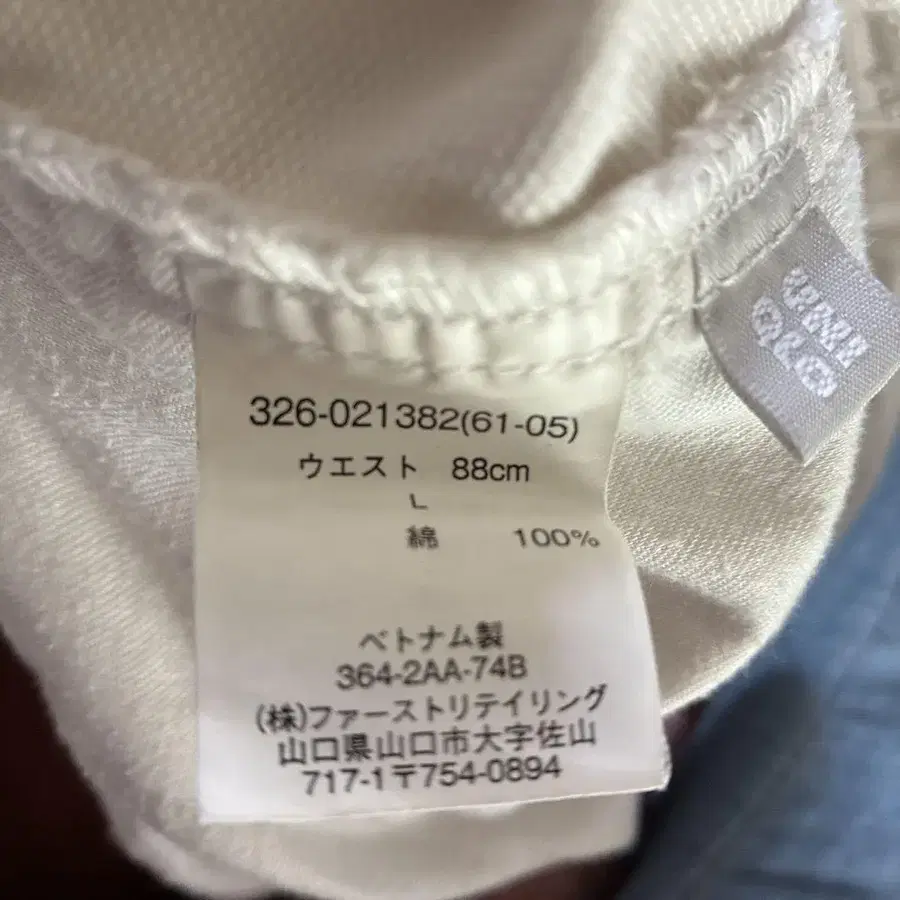 326-021382(61-05)
ウエスト 88cm
L
綿 100%
ベトナム製
364-2AA-74B
(株)ファーストリテイリング
山口県山口市大字佐山
717-1〒754-0894
UNI
QLO